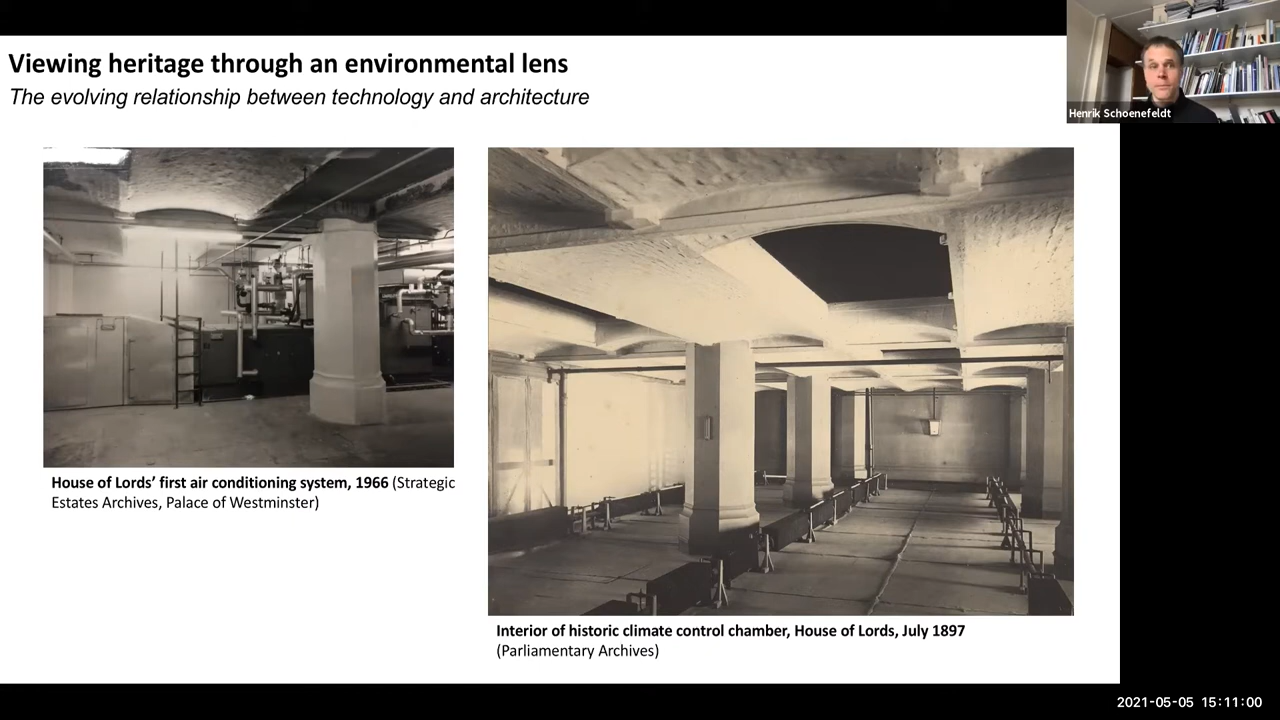 Viewing heritage through an environmental lens
The evolving relationship between technology and architecture
Henrik Schoenefeldt
House of Lords’ first air conditioning system, 1966 (Strategic
Estates Archives, Palace of Westminster)
Interior of historic climate control chamber, House of Lords, July 1897
(Parliamentary Archives)
2021-05-05 15:11:00